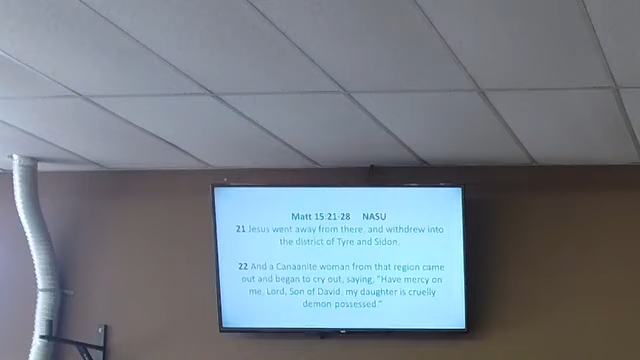 Matt 15:21-28 NASU
21 Jesus went away from there, and withdrew into
the district of Tyre and Sidon.
22 And a Canaanite woman from that region came
out and began to cry out, saying, "Have mercy on
me, Lord, Son of David; my daughter is cruelly
demon-possessed."